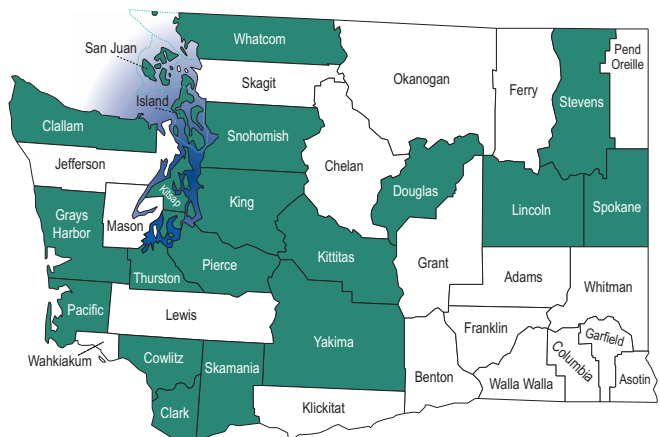 Whatcom
San Juan
Skagit
Okanogan
Ferry
Pend
Oreille
Stevens
Island
Clallam
Snohomish
Chelan
Jefferson
Douglas
Kitsap
King
Lincoln
Spokane
Grays
Harbor
Mason
Kittitas
Grant
Pierce
Thurston
Adams
Whitman
Pacific
Lewis
Franklin
Garfield
Yakima
Wahkiakum
Cowlitz
Skamania
Columbia
Benton
Walla Walla
Asotin
Clark
Klickitat